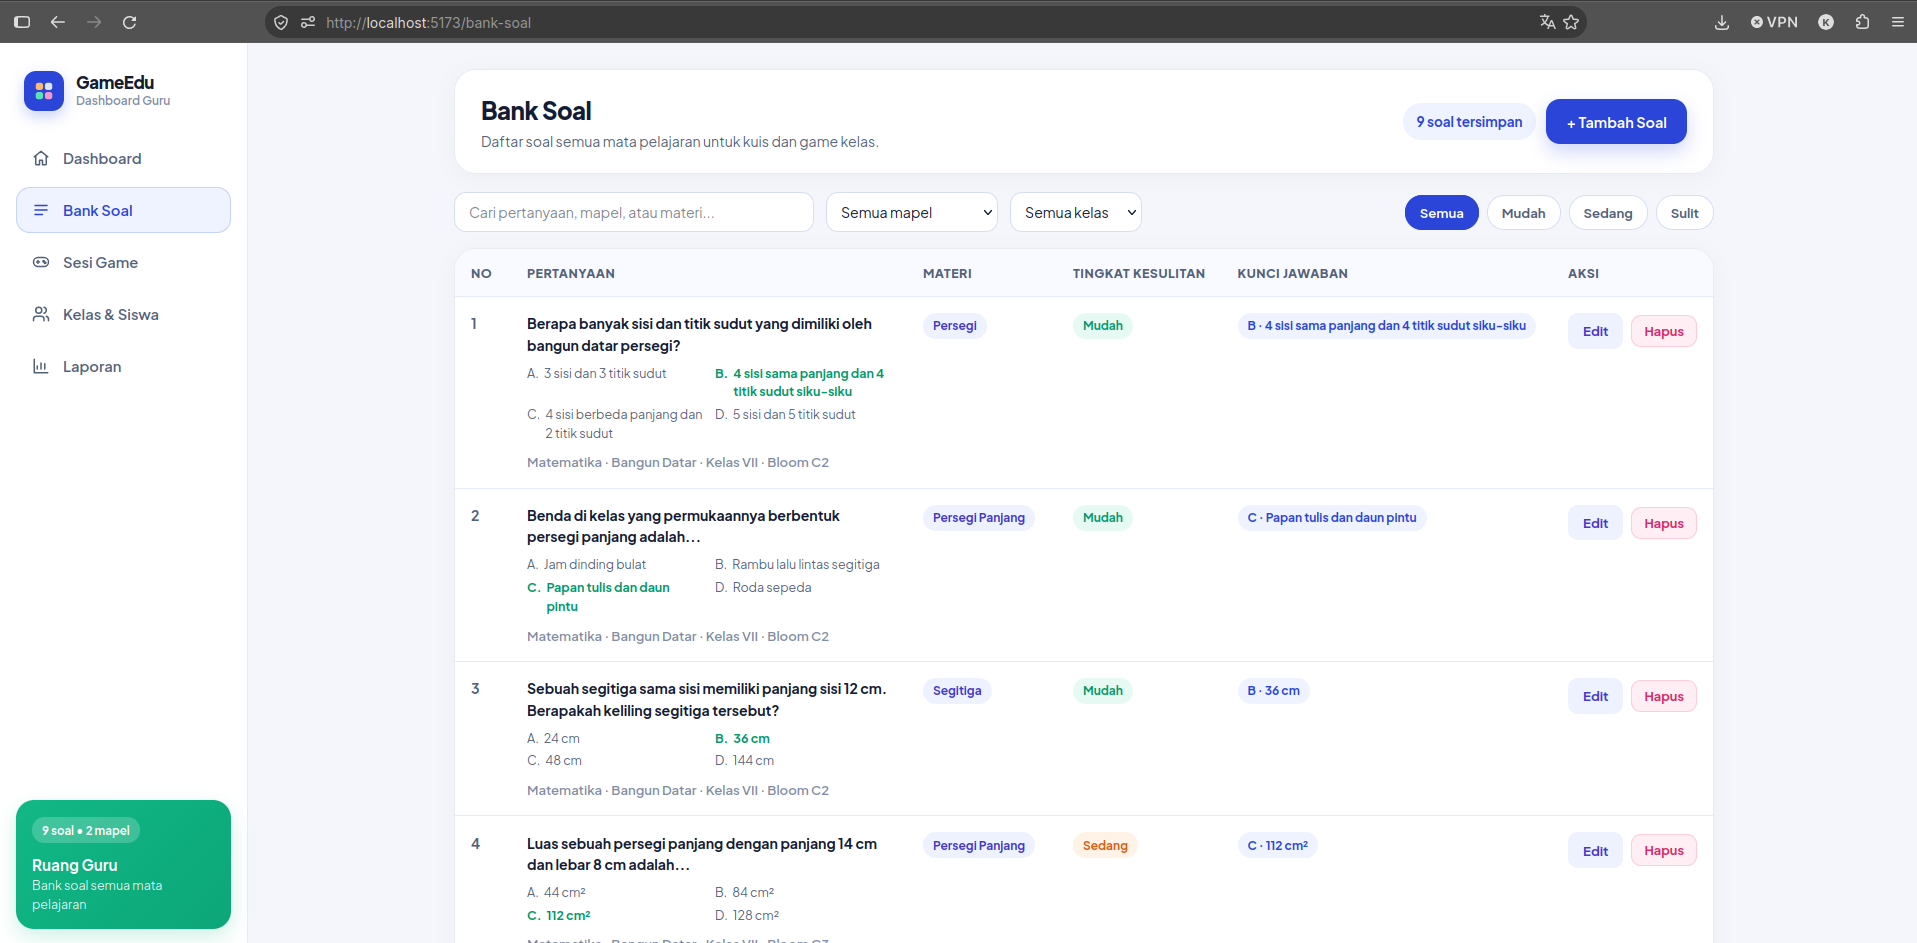 http://localhost:5173/bank-soal
VPN
K
GameEdu
Dashboard Guru
Dashboard
Bank Soal
Sesi Game
Kelas & Siswa
Laporan
9 soal • 2 mapel
Ruang Guru
Bank soal semua mata
pelajaran
Bank Soal
Daftar soal semua mata pelajaran untuk kuis dan game kelas.
9 soal tersimpan
+ Tambah Soal
Cari pertanyaan, mapel, atau materi...
Semua mapel
Semua kelas
Semua
Mudah
Sedang
Sulit
NO PERTANYAAN MATERI TINGKAT KESULITAN KUNCI JAWABAN AKSI
1
Berapa banyak sisi dan titik sudut yang dimiliki oleh
bangun datar persegi?
A. 3 sisi dan 3 titik sudut
B. 4 sisi sama panjang dan 4
titik sudut siku-siku
C. 4 sisi berbeda panjang dan
2 titik sudut
D. 5 sisi dan 5 titik sudut
Matematika · Bangun Datar · Kelas VII · Bloom C2
Persegi
Mudah
B · 4 sisi sama panjang dan 4 titik sudut siku-siku
Edit
Hapus
2
Benda di kelas yang permukaannya berbentuk
persegi panjang adalah...
A. Jam dinding bulat
B. Rambu lalu lintas segitiga
C. Papan tulis dan daun
pintu
D. Roda sepeda
Matematika · Bangun Datar · Kelas VII · Bloom C2
Persegi Panjang
Mudah
C · Papan tulis dan daun pintu
Edit
Hapus
3
Sebuah segitiga sama sisi memiliki panjang sisi 12 cm.
Berapakah keliling segitiga tersebut?
A. 24 cm
B. 36 cm
C. 48 cm
D. 144 cm
Matematika · Bangun Datar · Kelas VII · Bloom C2
Segitiga
Mudah
B · 36 cm
Edit
Hapus
4
Luas sebuah persegi panjang dengan panjang 14 cm
dan lebar 8 cm adalah...
A. 44 cm²
B. 84 cm²
C. 112 cm²
D. 128 cm²
Matematika · Bangun Datar · Kelas VII · Bloom C3
Persegi Panjang
Sedang
C · 112 cm²
Edit
Hapus